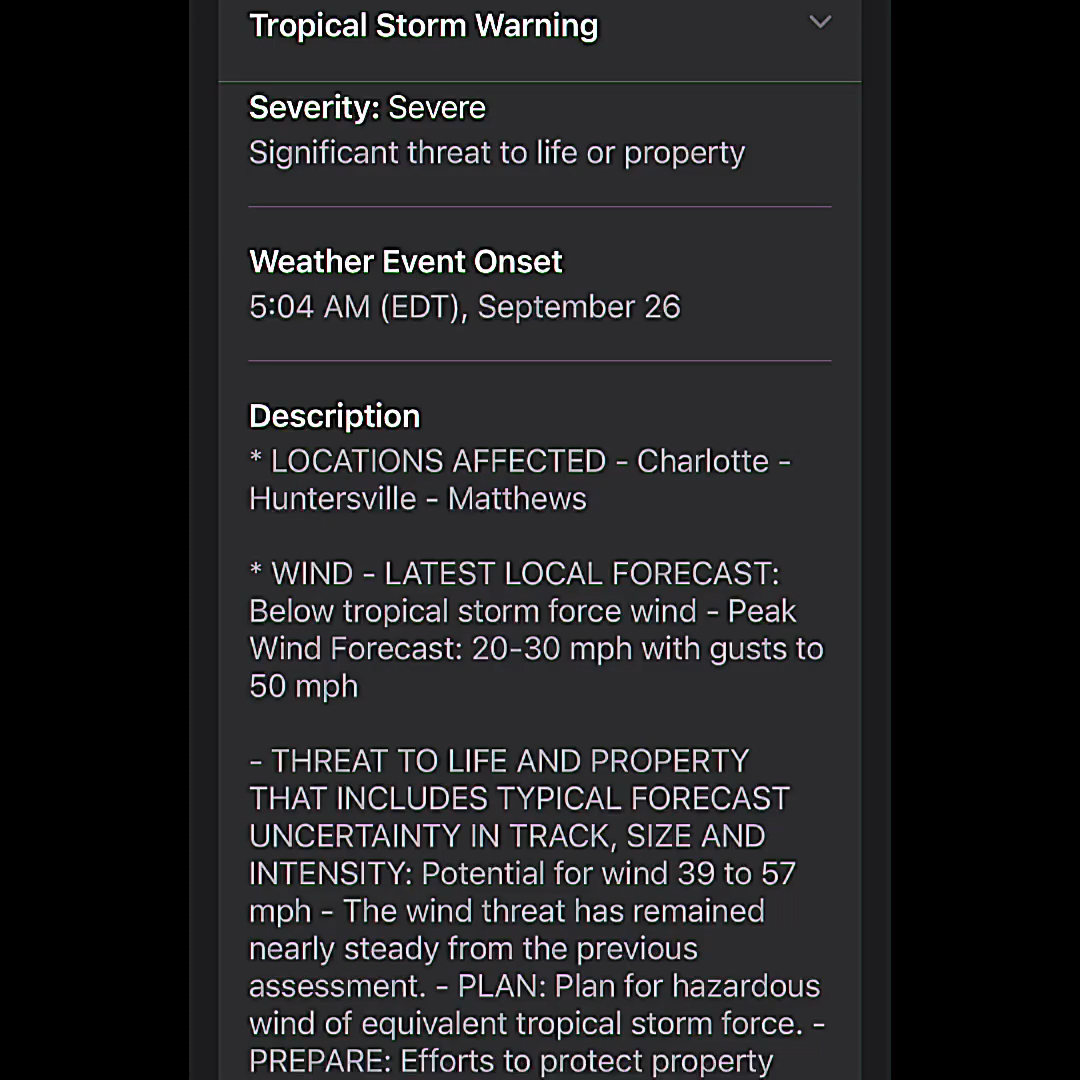 Tropical Storm Warning
Severity: Severe
Significant threat to life or property
Weather Event Onset
5:04 AM (EDT), September 26
Description
* LOCATIONS AFFECTED - Charlotte -
Huntersville - Matthews
* WIND - LATEST LOCAL FORECAST:
Below tropical storm force wind - Peak
Wind Forecast: 20-30 mph with gusts to
50 mph
- THREAT TO LIFE AND PROPERTY
THAT INCLUDES TYPICAL FORECAST
UNCERTAINTY IN TRACK, SIZE AND
INTENSITY: Potential for wind 39 to 57
mph - The wind threat has remained
nearly steady from the previous
assessment. - PLAN: Plan for hazardous
wind of equivalent tropical storm force. -
PREPARE: Efforts to protect property